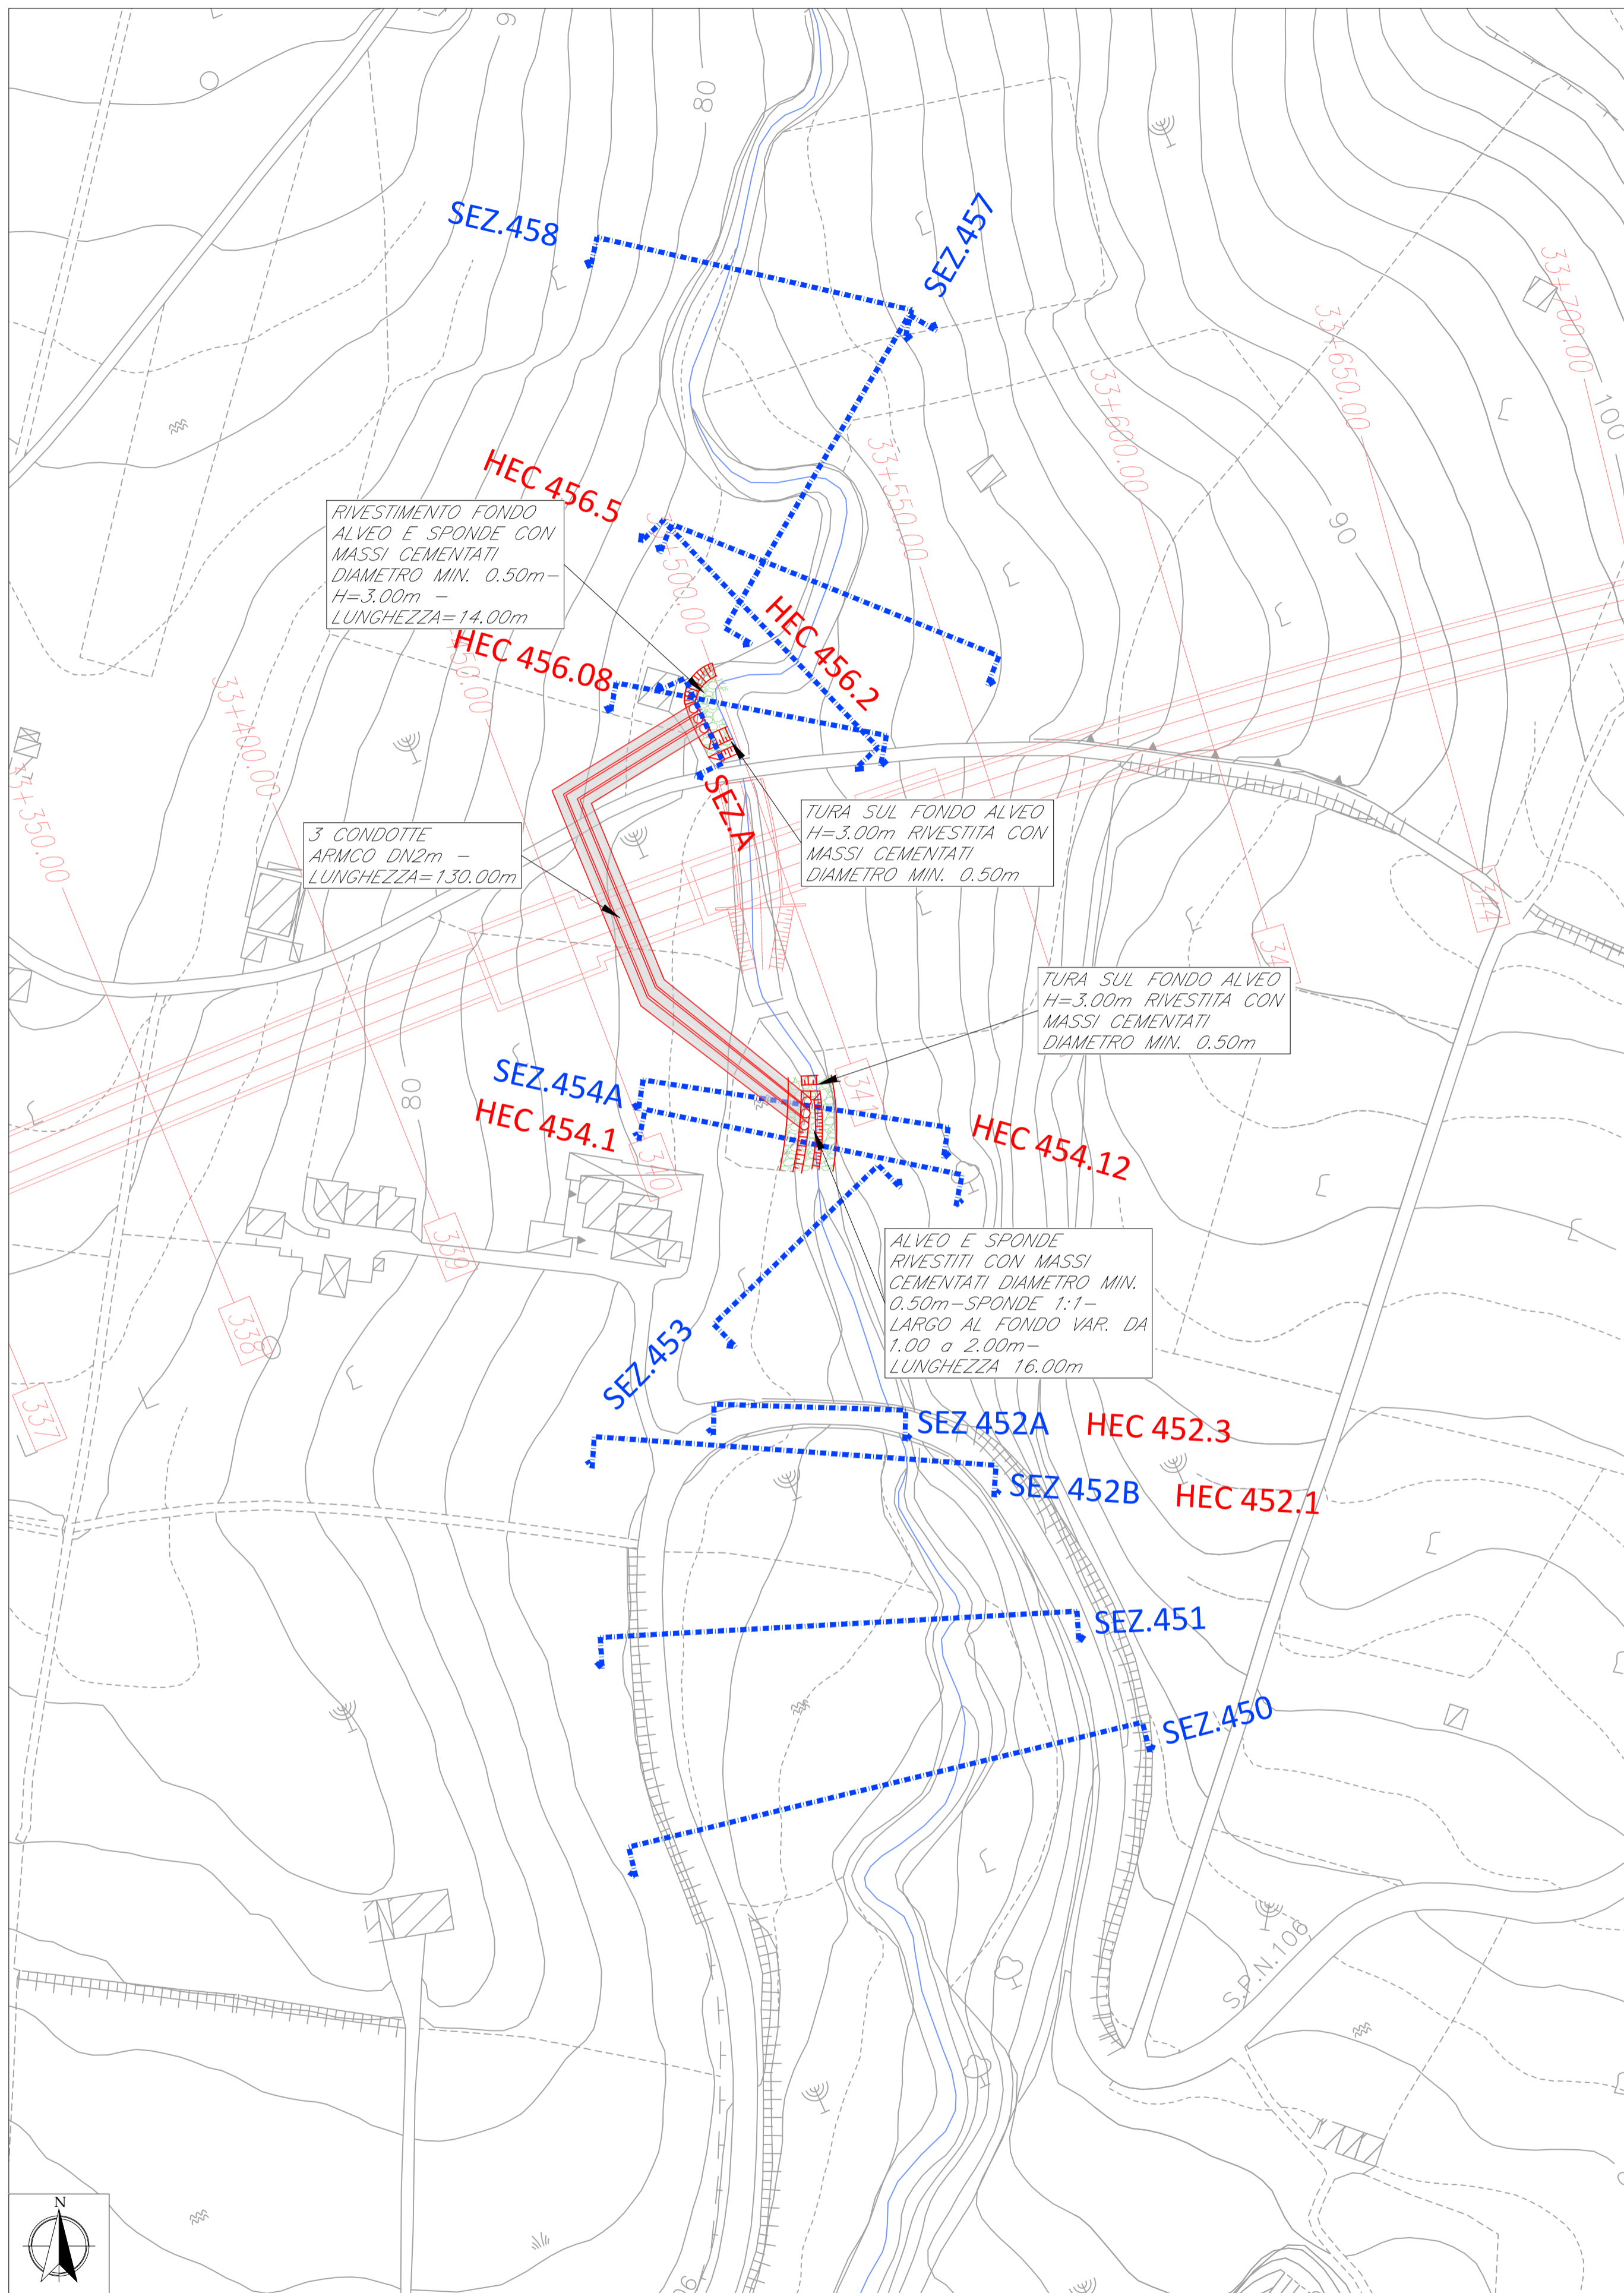 80
SEZ.458
SEZ.457
33+700.00
33+650.00
33+600.00
33+550.00
100
90
HEC 456.5
RIVESTIMENTO FONDO
ALVEO E SPONDE CON
MASSI CEMENTATI
DIAMETRO MIN. 0.50m-
H=3.00m -
LUNGHEZZA=14.00m
HEC 456.2
HEC 456.08
33+400.00
33+350.00
SEZ.A
TURA SUL FONDO ALVEO
H=3.00m RIVESTITA CON
MASSI CEMENTATI
DIAMETRO MIN. 0.50m
3 CONDOTTE
ARMCO DN2m -
LUNGHEZZA=130.00m
344
TURA SUL FONDO ALVEO
H=3.00m RIVESTITA CON
MASSI CEMENTATI
DIAMETRO MIN. 0.50m
80
SEZ.454A
HEC 454.1
341
HEC 454.12
340
339
338
337
ALVEO E SPONDE
RIVESTITI CON MASSI
CEMENTATI DIAMETRO MIN.
0.50m-SPONDE 1:1-
LARGO AL FONDO VAR. DA
1.00 a 2.00m-
LUNGHEZZA 16.00m
SEZ.453
SEZ 452A
HEC 452.3
SEZ 452B
HEC 452.1
SEZ.451
SEZ.450
S.P.N.106
N